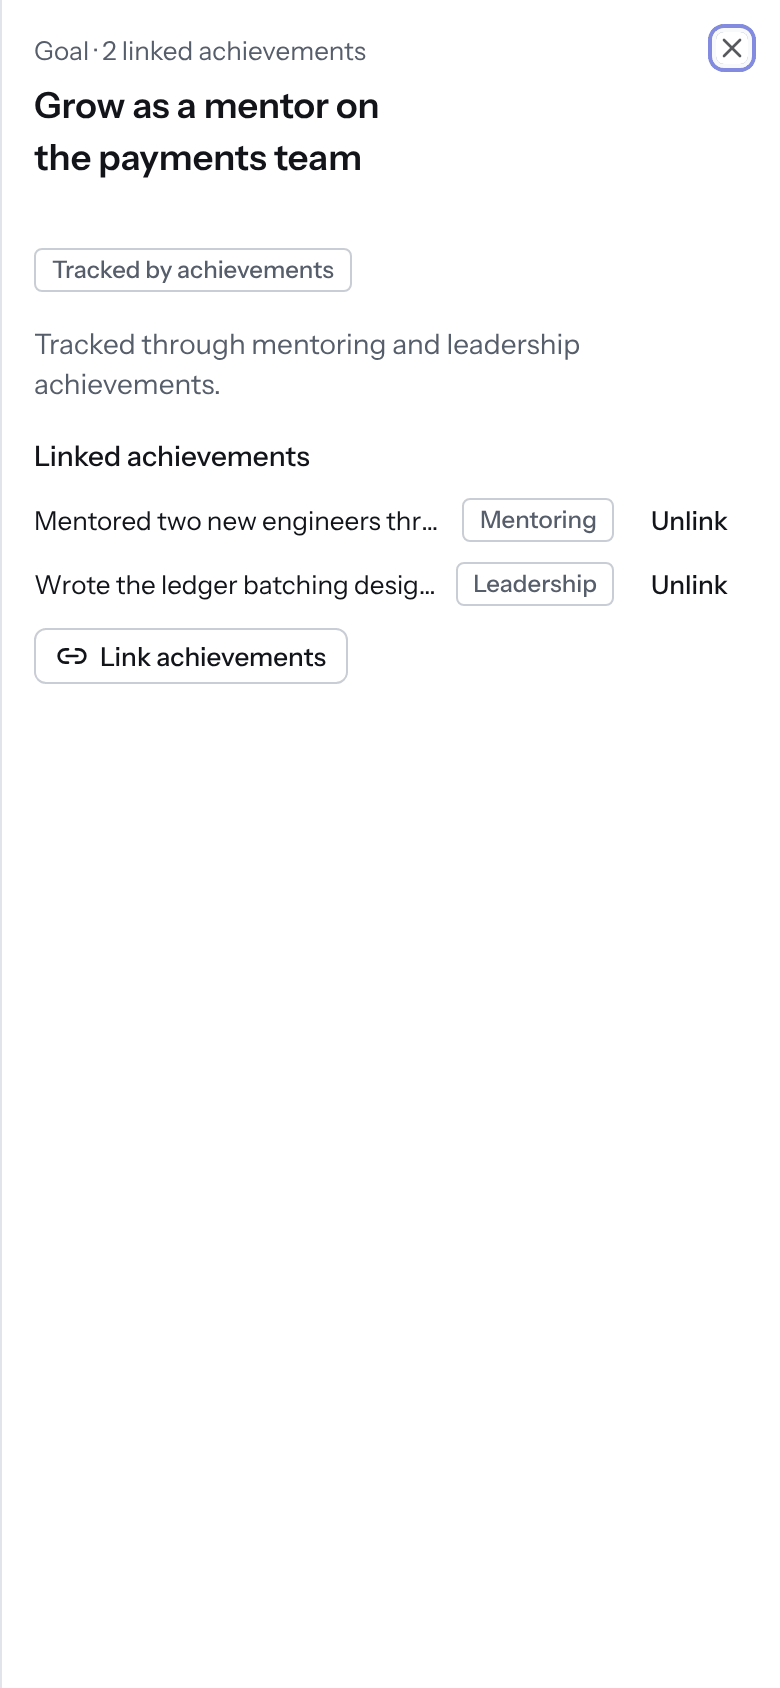 Goal · 2 linked achievements
Grow as a mentor on
the payments team
Tracked by achievements
Tracked through mentoring and leadership
achievements.
Linked achievements
Mentored two new engineers thr... Mentoring Unlink
Wrote the ledger batching desig... Leadership Unlink
Link achievements